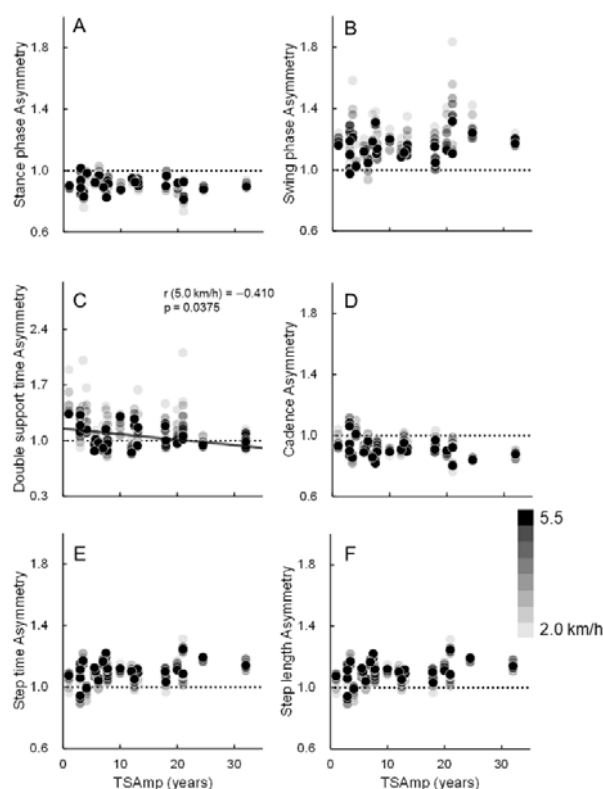 A
1.8
1.4
1.0
0.6
Stance phase Asymmetry
B
1.8
1.4
1.0
0.6
Swing phase Asymmetry
C
r (5.0 km/h) = −0.410
p = 0.0375
2.4
1.7
1.0
0.3
Double support time Asymmetry
D
1.8
1.4
1.0
0.6
Cadence Asymmetry
5.5
2.0 km/h
E
1.8
1.4
1.0
0.6
Step time Asymmetry
0 10 20 30
TSAmp (years)
F
1.8
1.4
1.0
0.6
Step length Asymmetry
0 10 20 30
TSAmp (years)